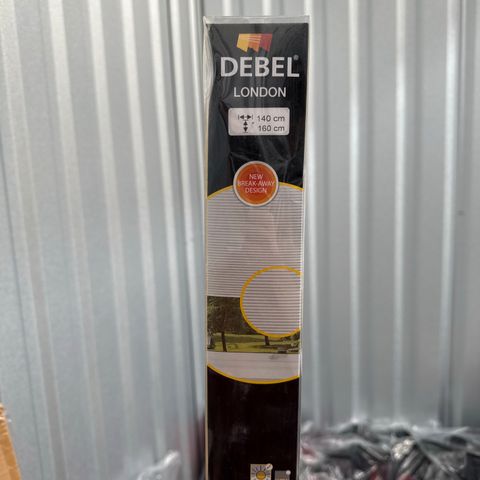 DEBEL®
LONDON
140 cm
160 cm
NEW
BREAK-AWAY
DESIGN